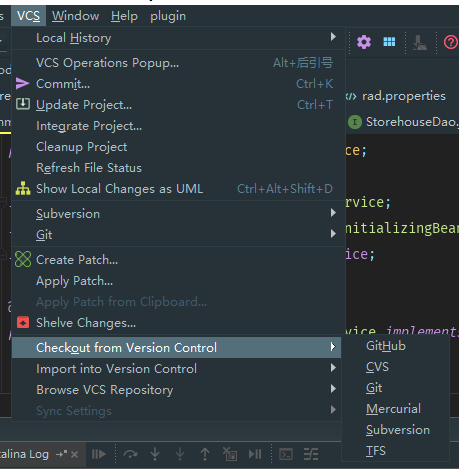 VCS Window Help plugin
Local History
VCS Operations Popup... Alt+后引号
Commit... Ctrl+K
Update Project... Ctrl+T
Integrate Project...
Cleanup Project
Refresh File Status
Show Local Changes as UML Ctrl+Alt+Shift+D
Subversion
Git
Create Patch...
Apply Patch...
Apply Patch from Clipboard...
Shelve Changes...
Checkout from Version Control
Import into Version Control
Browse VCS Repository
Sync Settings
GitHub
CVS
Git
Mercurial
Subversion
TFS
rad.properties
StorehouseDao.j
ce;
rvice;
nitializingBean
ice;
rvice implements
talina Log